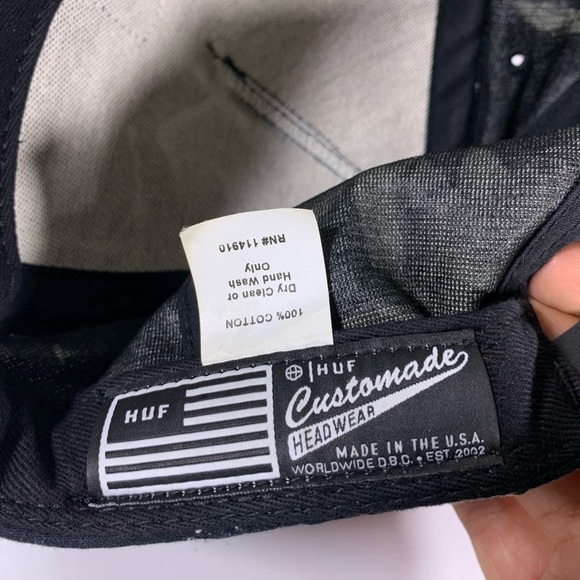 RN# 114910
Dry Clean or
Hand Wash
Only
100% COTTON
HUF
HUF
Customade
HEADWEAR
MADE IN THE U.S.A.
WORLDWIDE D.B.C. • EST. 2002